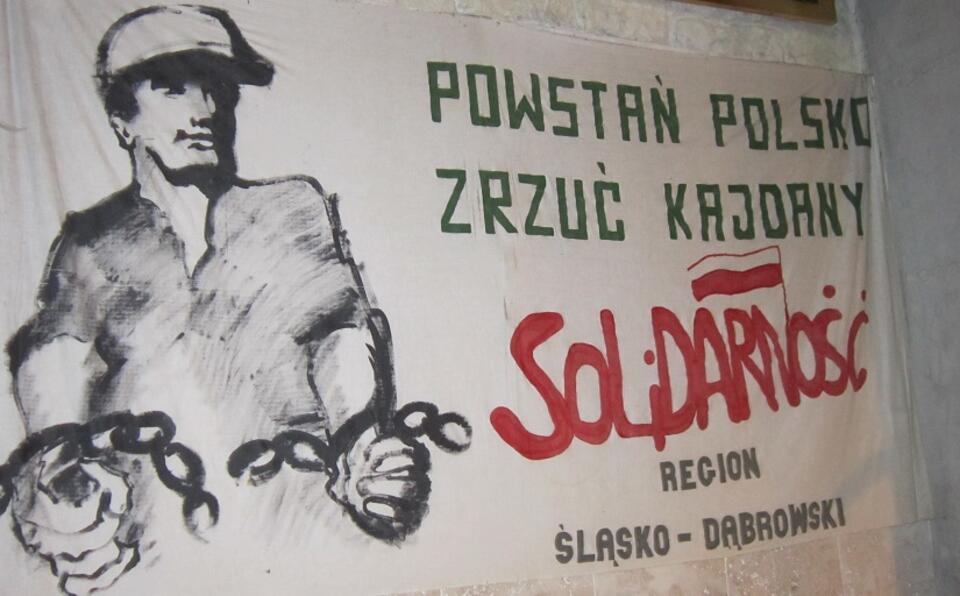 POWSTAŃ POLSKO
ZRZUĆ KAJDANY
SOLiDARNOŚĆ
REGION
ŚLĄSKO - DĄBROWSKI